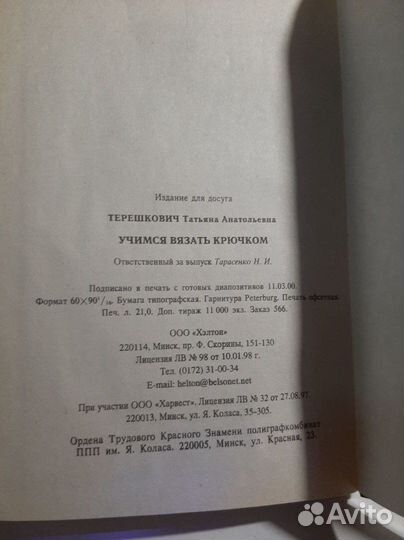 Издание для досуга
ТЕРЕШКОВИЧ Татьяна Анатольевна
УЧИМСЯ ВЯЗАТЬ КРЮЧКОМ
Ответственный за выпуск Тарасенко Н. И.
Подписано в печать с готовых диапозитивов 11.03.00.
Формат 60×90¹/₁₆. Бумага типографская. Гарнитура Peterburg. Печать офсетная.
Печ. л. 21,0. Доп. тираж 11 000 экз. Заказ 566.
ООО «Хэлтон».
220114, Минск, пр. Ф. Скорины, 151-130
Лицензия ЛВ № 98 от 10.01.98 г.
Тел. (0172) 31-00-34
E-mail: helton@belsonet.net
При участии ООО «Харвест». Лицензия ЛВ № 32 от 27.08.97.
220013, Минск, ул. Я. Коласа, 35-305.
Ордена Трудового Красного Знамени полиграфкомбинат
ППП им. Я. Коласа. 220005, Минск, ул. Красная, 23.
Avito